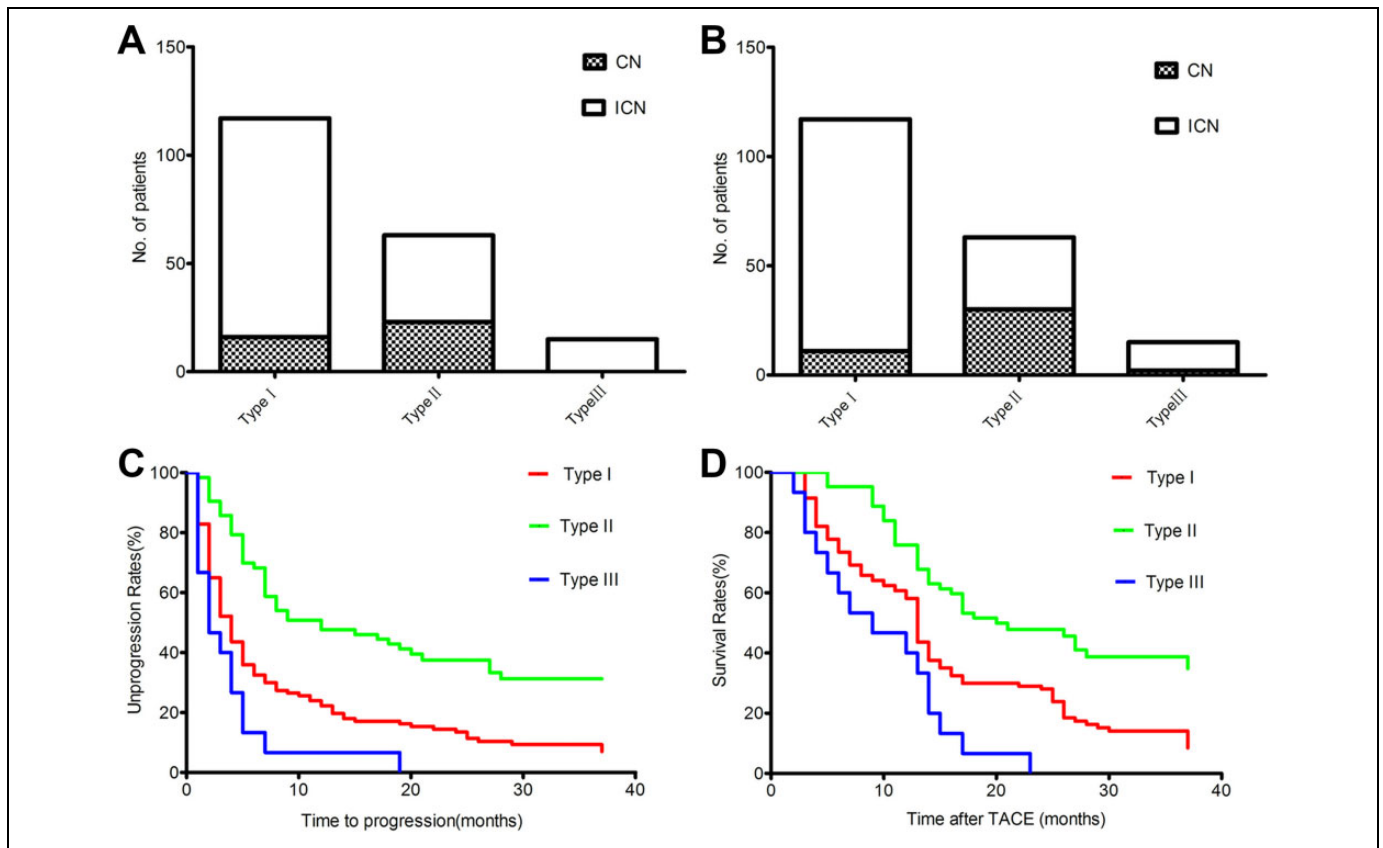 A
150
100
50
0
No. of patients
CN
ICN
Type I
Type II
TypeIII
B
150
100
50
0
No. of patients
CN
ICN
Type I
Type II
TypeIII
C
100
80
60
40
20
0
Unprogression Rates(%)
Type I
Type II
Type III
0 10 20 30 40
Time to progression(months)
D
100
80
60
40
20
0
Survival Rates(%)
Type I
Type II
Type III
0 10 20 30 40
Time after TACE (months)